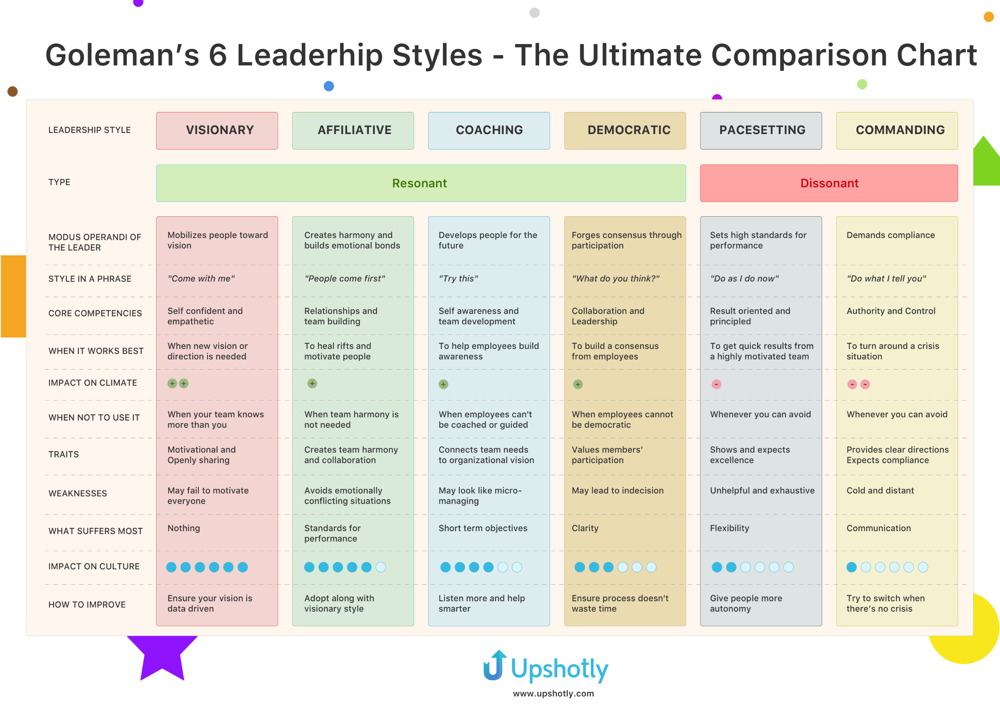 Goleman’s 6 Leaderhip Styles - The Ultimate Comparison Chart
LEADERSHIP STYLE
VISIONARY
AFFILIATIVE
COACHING
DEMOCRATIC
PACESETTING
COMMANDING
TYPE
Resonant
Dissonant
MODUS OPERANDI OF
THE LEADER
Mobilizes people toward
vision
Creates harmony and
builds emotional bonds
Develops people for the
future
Forges consensus through
participation
Sets high standards for
performance
Demands compliance
STYLE IN A PHRASE
"Come with me"
"People come first"
"Try this"
"What do you think?"
"Do as I do now"
"Do what I tell you"
CORE COMPETENCIES
Self confident and
empathetic
Relationships and
team building
Self awareness and
team development
Collaboration and
Leadership
Result oriented and
principled
Authority and Control
WHEN IT WORKS BEST
When new vision or
direction is needed
To heal rifts and
motivate people
To help employees build
awareness
To build a consensus
from employees
To get quick results from
a highly motivated team
To turn around a crisis
situation
IMPACT ON CLIMATE
+ +
+
+
+
-
- -
WHEN NOT TO USE IT
When your team knows
more than you
When team harmony is
not needed
When employees can't
be coached or guided
When employees cannot
be democratic
Whenever you can avoid
Whenever you can avoid
TRAITS
Motivational and
Openly sharing
Creates team harmony
and collaboration
Connects team needs
to organizational vision
Values members’
participation
Shows and expects
excellence
Provides clear directions
Expects compliance
WEAKNESSES
May fail to motivate
everyone
Avoids emotionally
conflicting situations
May look like micro-
managing
May lead to indecision
Unhelpful and exhaustive
Cold and distant
WHAT SUFFERS MOST
Nothing
Standards for
performance
Short term objectives
Clarity
Flexibility
Communication
IMPACT ON CULTURE
HOW TO IMPROVE
Ensure your vision is
data driven
Adopt along with
visionary style
Listen more and help
smarter
Ensure process doesn't
waste time
Give people more
autonomy
Try to switch when
there’s no crisis
Upshotly
www.upshotly.com